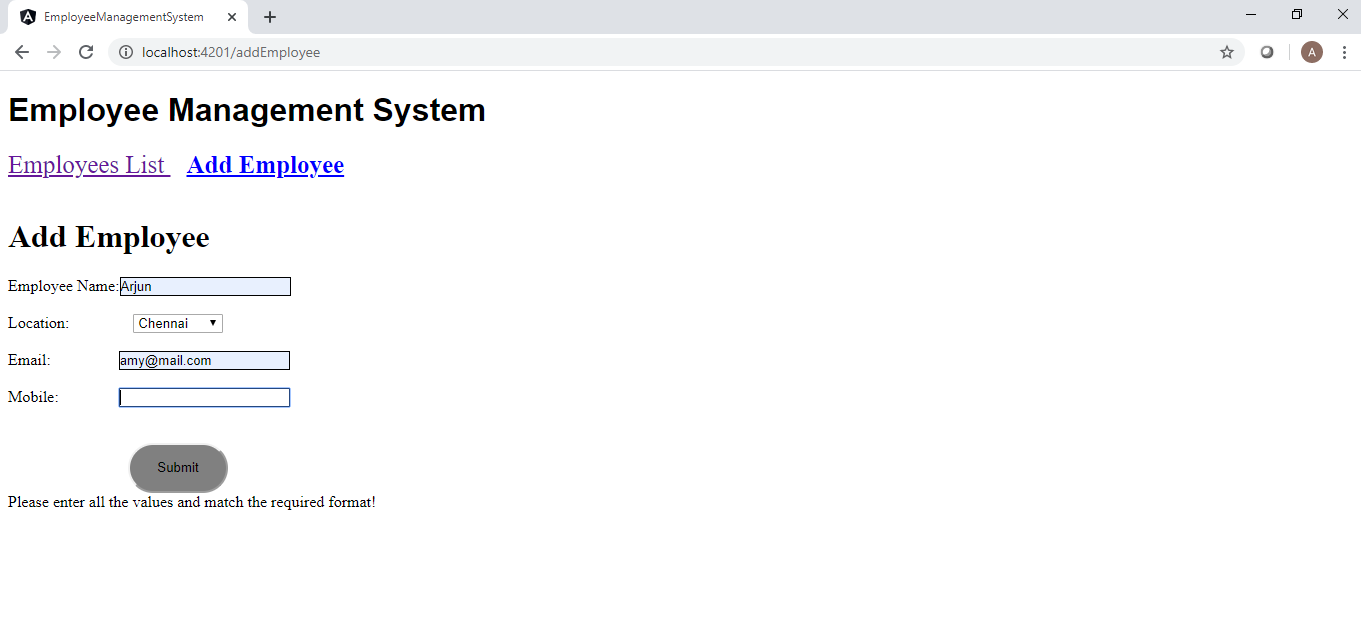 EmployeeManagementSystem
localhost:4201/addEmployee
A
Employee Management System
Employees List Add Employee
Add Employee
Employee Name: Arjun
Location: Chennai
Email: amy@mail.com
Mobile:
Submit
Please enter all the values and match the required format!